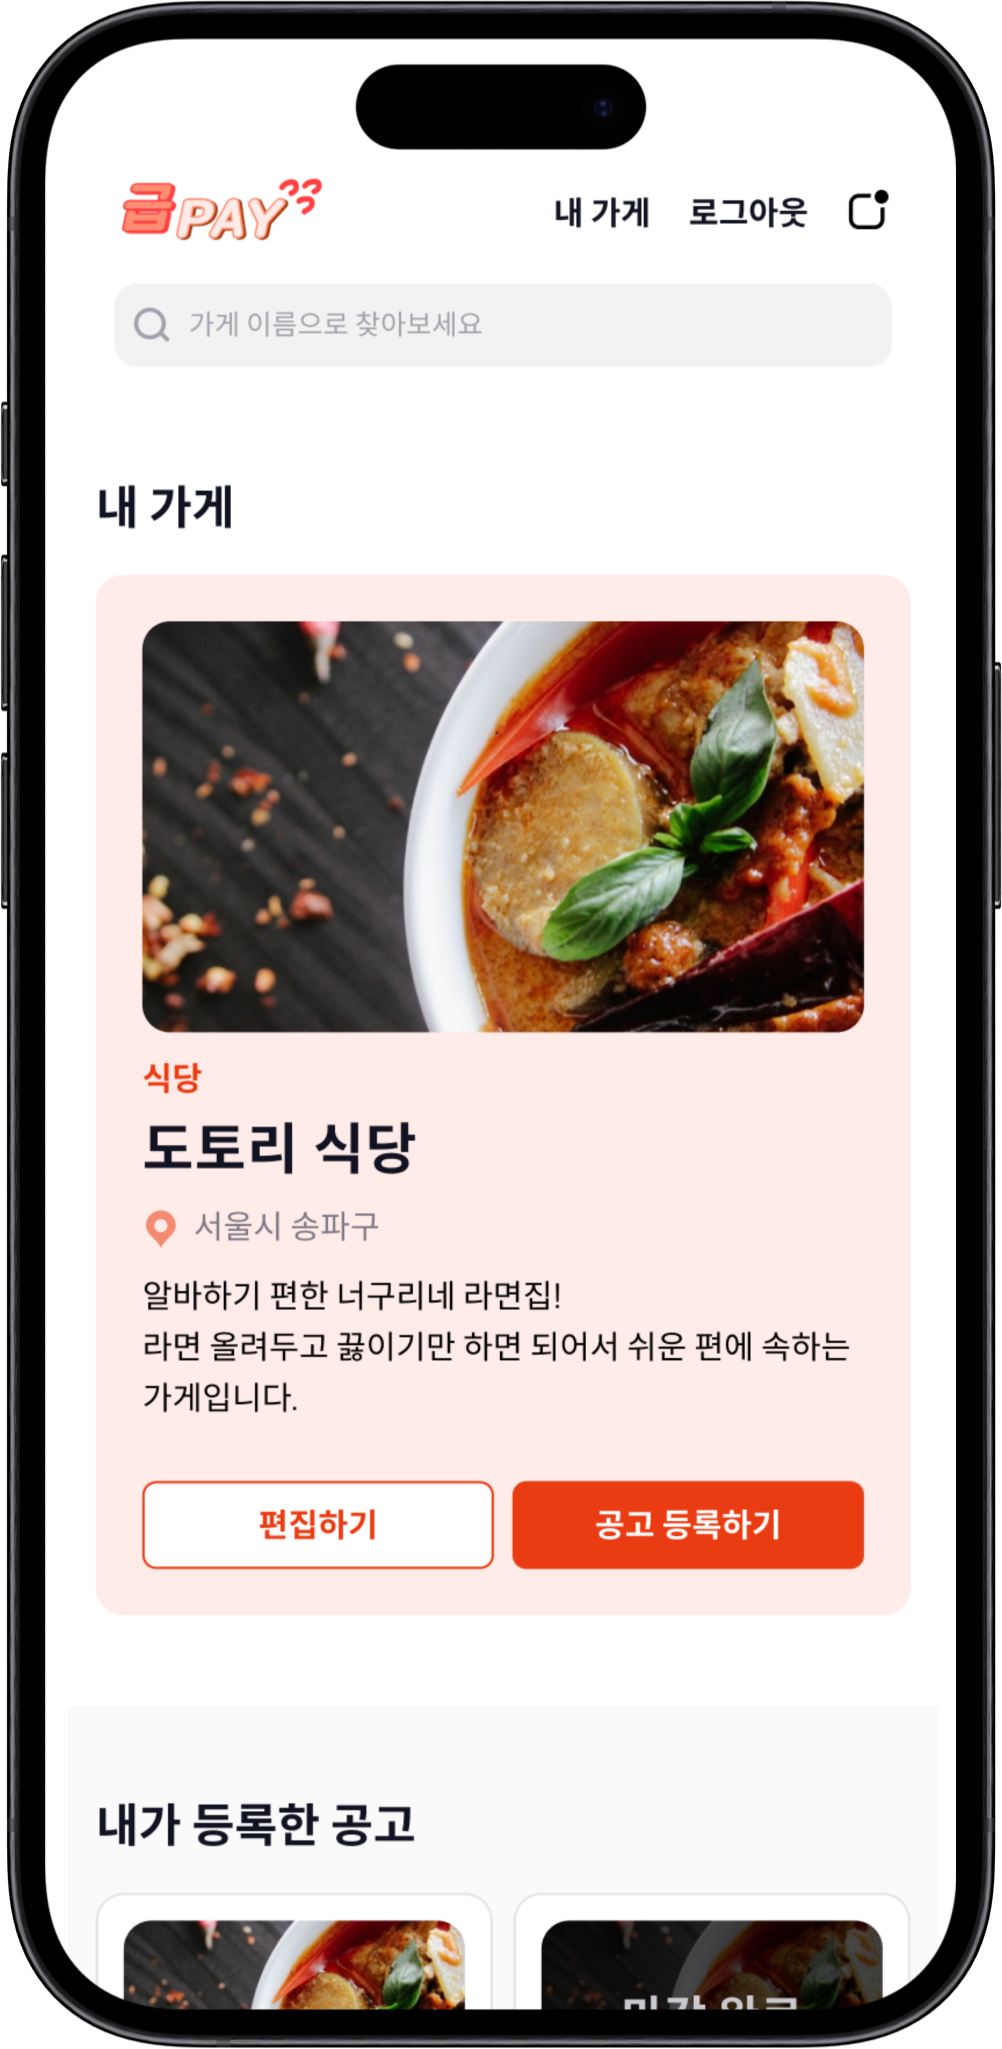 급PAY
내 가게 로그아웃
가게 이름으로 찾아보세요
내 가게
식당
도토리 식당
서울시 송파구
알바하기 편한 너구리네 라면집!
라면 올려두고 끓이기만 하면 되어서 쉬운 편에 속하는
가게입니다.
편집하기 공고 등록하기
내가 등록한 공고